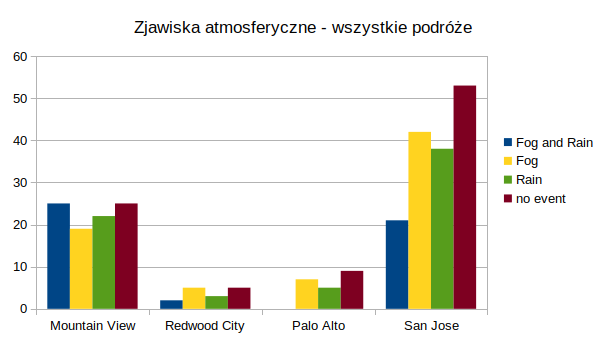 Zjawiska atmosferyczne - wszystkie podróże
60
50
40
30
20
10
0
Mountain View
Redwood City
Palo Alto
San Jose
Fog and Rain
Fog
Rain
no event